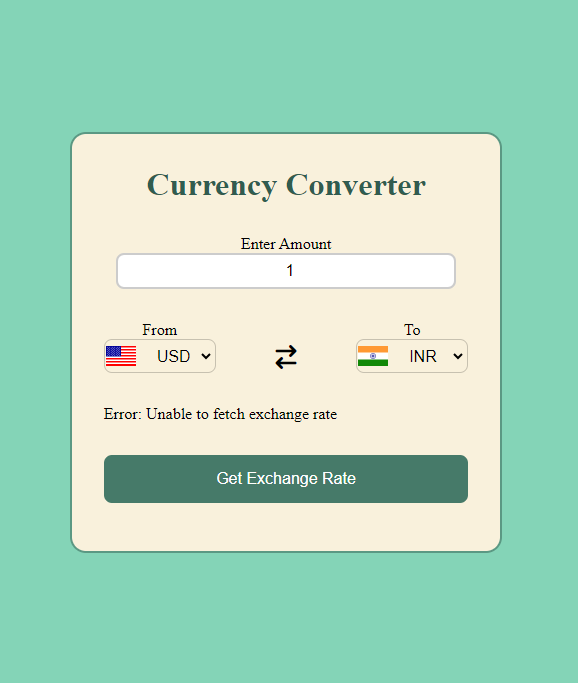 Currency Converter
Enter Amount
1
From To
USD INR
Error: Unable to fetch exchange rate
Get Exchange Rate